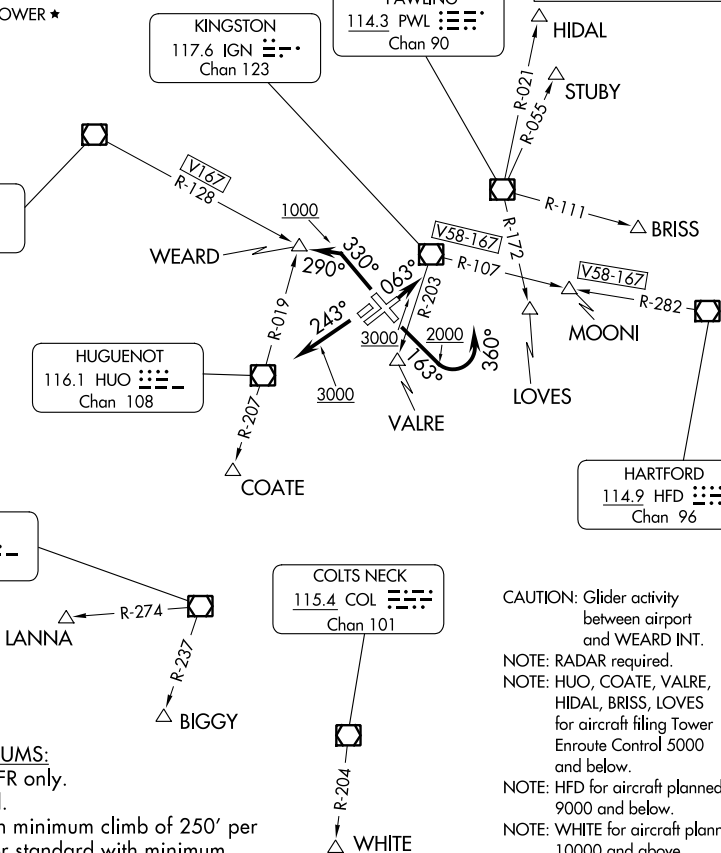 OWER ★
KINGSTON
117.6 IGN
Chan 123
PAWLING
114.3 PWL
Chan 90
HIDAL
STUBY
R-021
R-055
V167
R-128
R-111
BRISS
R-172
1000
WEARD
330°
290°
063°
V58-167
R-107
R-203
V58-167
R-282
MOONI
R-019
243°
3000
2000
163°
360°
3000
HUGUENOT
116.1 HUO
Chan 108
LOVES
VALRE
R-207
COATE
HARTFORD
114.9 HFD
Chan 96
COLTS NECK
115.4 COL
Chan 101
R-274
LANNA
R-237
BIGGY
R-204
WHITE
CAUTION: Glider activity
between airport
and WEARD INT.
NOTE: RADAR required.
NOTE: HUO, COATE, VALRE,
HIDAL, BRISS, LOVES
for aircraft filing Tower
Enroute Control 5000
and below.
NOTE: HFD for aircraft planned
9000 and below.
NOTE: WHITE for aircraft plann
10000 and above
UMS:
FR only.
d.
h minimum climb of 250' per
r standard with minimum